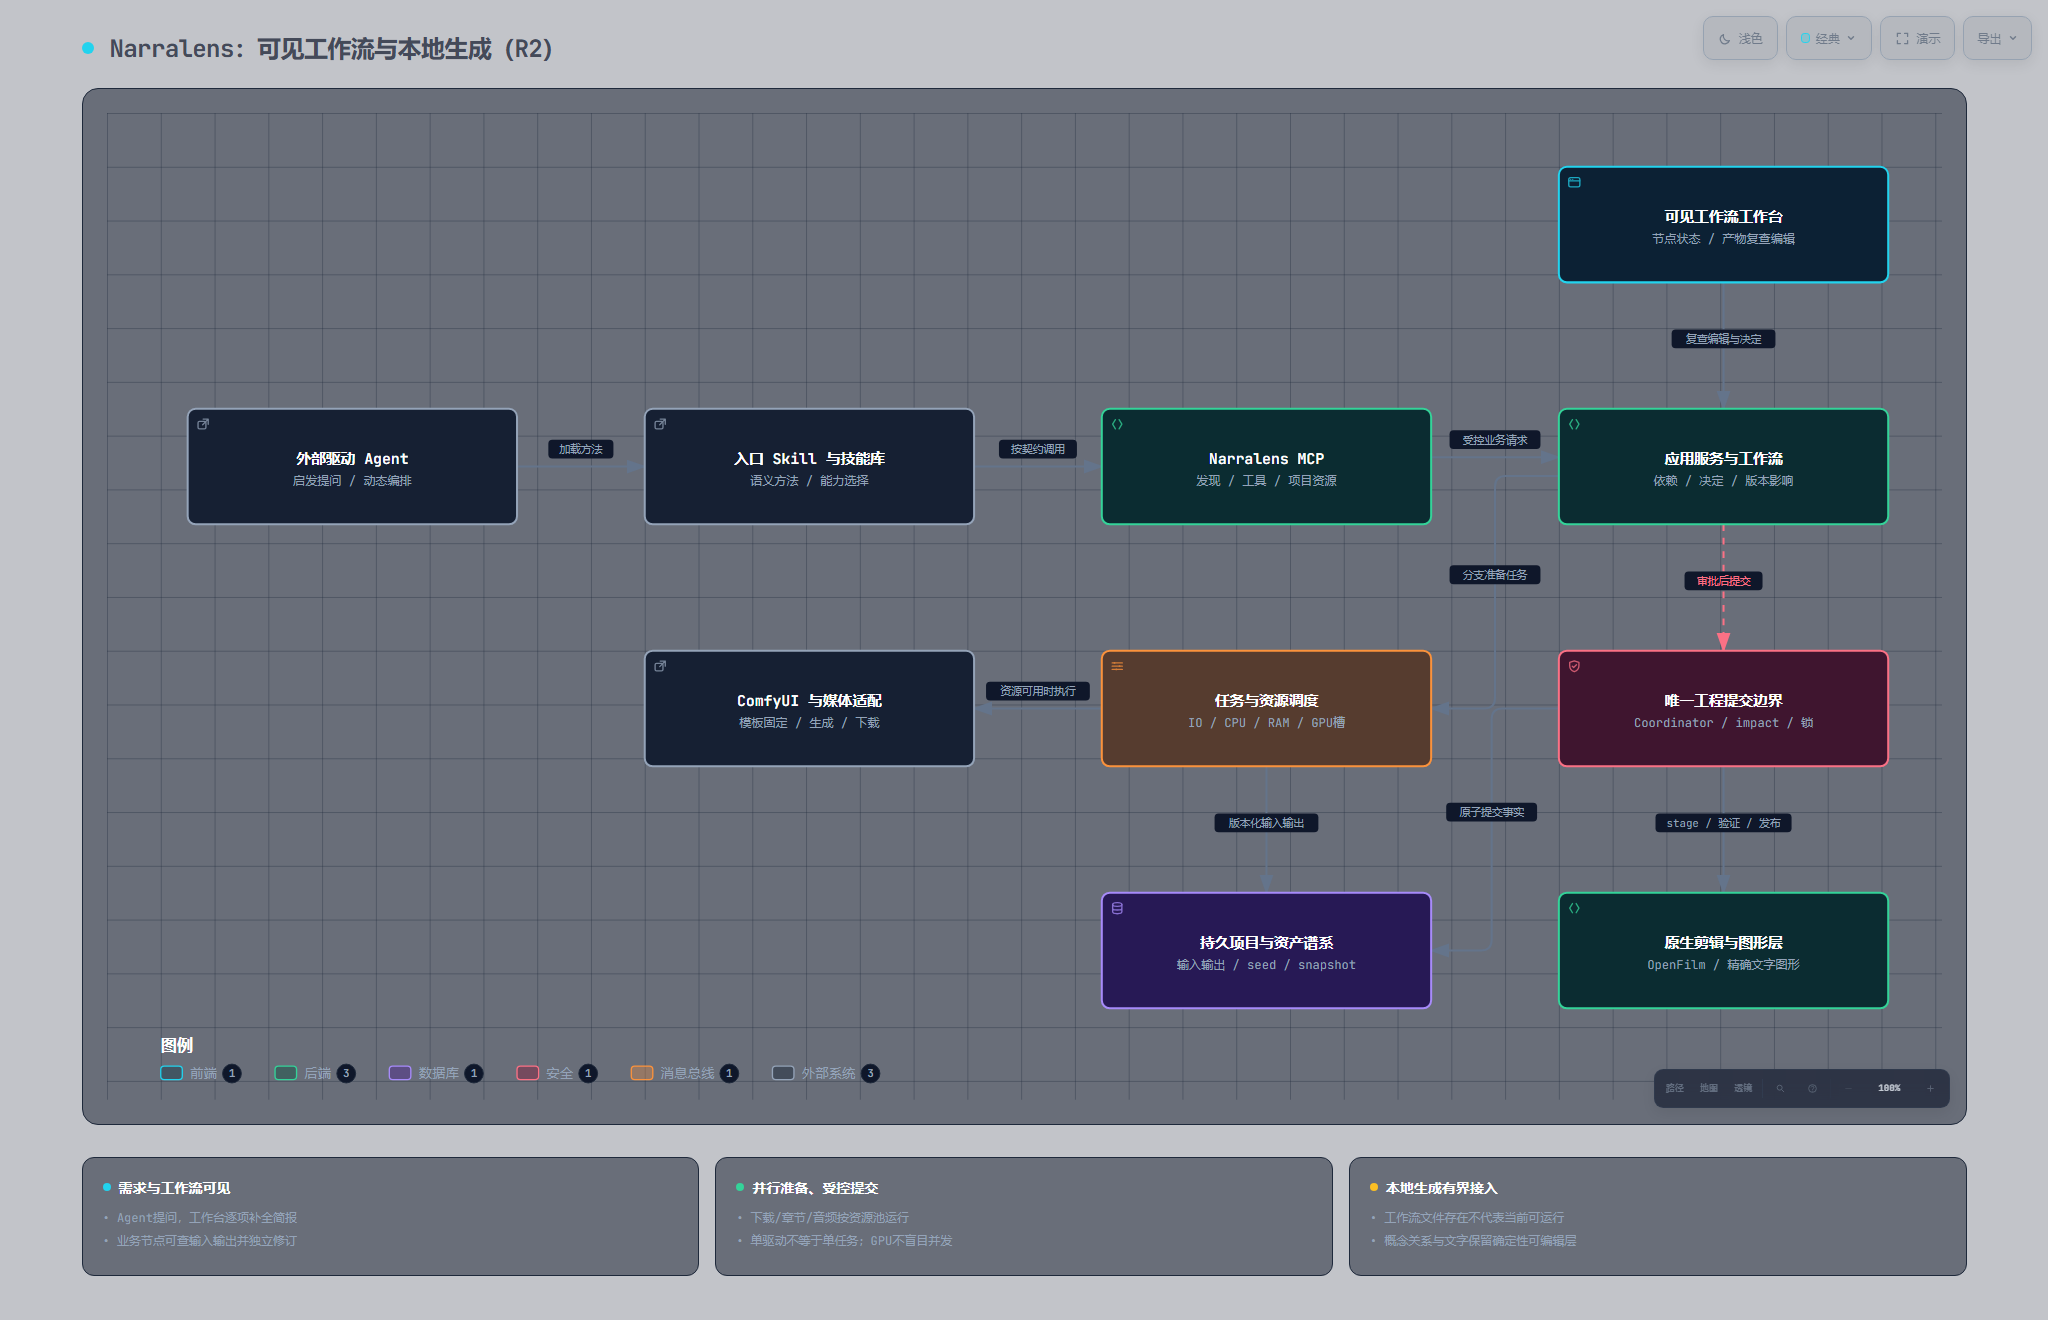 Narralens: 可见工作流与本地生成 (R2)
浅色
经典
演示
导出
可见工作流工作台
节点状态 / 产物复查编辑
复查编辑与决定
外部驱动 Agent
启发提问 / 动态编排
加载方法
入口 Skill 与技能库
语义方法 / 能力选择
按契约调用
Narralens MCP
发现 / 工具 / 项目资源
受控业务请求
应用服务与工作流
依赖 / 决定 / 版本影响
分支准备任务
审批后提交
ComfyUI 与媒体适配
模板固定 / 生成 / 下载
资源可用时执行
任务与资源调度
IO / CPU / RAM / GPU槽
唯一工程提交边界
Coordinator / impact / 锁
版本化输入输出
原子提交事实
stage / 验证 / 发布
持久项目与资产谱系
输入输出 / seed / snapshot
原生剪辑与图形层
OpenFilm / 精确文字图形
图例
前端 1
后端 3
数据库 1
安全 1
消息总线 1
外部系统 3
路径
地图
透镜
100%
需求与工作流可见
• Agent提问，工作台逐项补全简报
• 业务节点可查输入输出并独立修订
并行准备、受控提交
• 下载/章节/音频按资源池运行
• 单驱动不等于单任务; GPU不盲目并发
本地生成有界接入
• 工作流文件存在不代表当前可运行
• 概念关系与文字保留确定性可编辑层